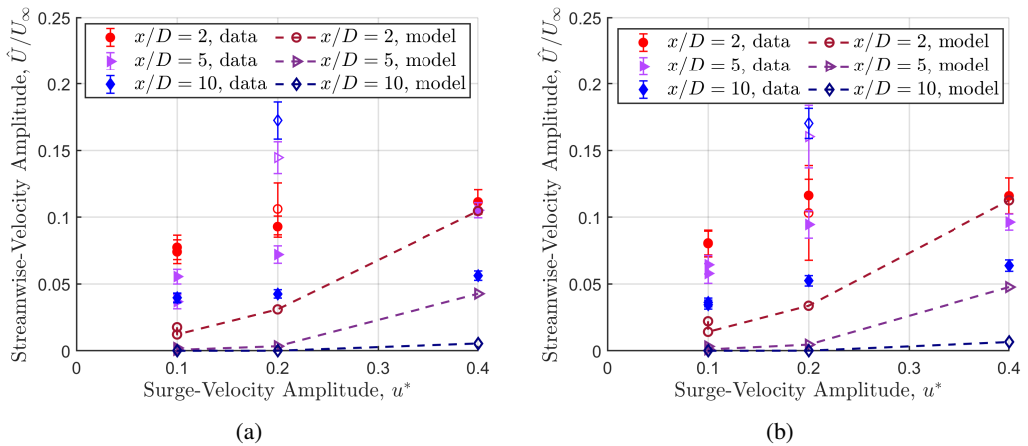 Streamwise-Velocity Amplitude, Û/U∞
0.25
0.2
0.15
0.1
0.05
0
x/D = 2, data
x/D = 5, data
x/D = 10, data
x/D = 2, model
x/D = 5, model
x/D = 10, model
0 0.1 0.2 0.3 0.4
Surge-Velocity Amplitude, u*
(a)
Streamwise-Velocity Amplitude, Û/U∞
0.25
0.2
0.15
0.1
0.05
0
x/D = 2, data
x/D = 5, data
x/D = 10, data
x/D = 2, model
x/D = 5, model
x/D = 10, model
0 0.1 0.2 0.3 0.4
Surge-Velocity Amplitude, u*
(b)